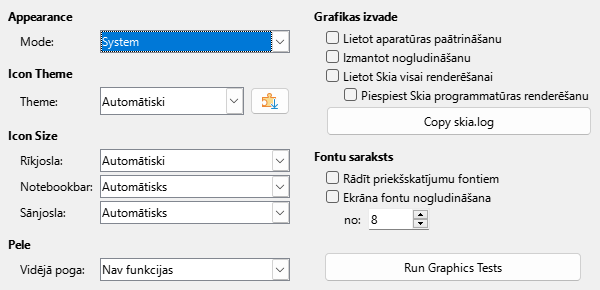 Appearance
Mode: System
Icon Theme
Theme: Automātiski
Icon Size
Rīkjosla: Automātiski
Notebookbar: Automātisks
Sānjosla: Automātisks
Pele
Vidējā poga: Nav funkcijas
Grafikas izvade
Lietot aparatūras paātrināšanu
Izmantot nogludināšanu
Lietot Skia visai renderēšanai
Piespiest Skia programmatūras renderēšanu
Copy skia.log
Fontu saraksts
Rādīt priekšskatījumu fontiem
Ekrāna fontu nogludināšana
no: 8
Run Graphics Tests